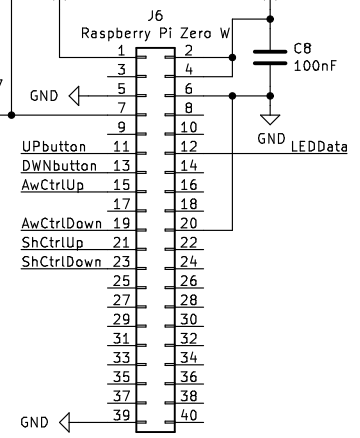 J6
Raspberry Pi Zero W
1 2 C8
3 4 100nF
GND 5 6
7 8
9 10 GND
UPbutton 11 12 LEDData
DWNbutton 13 14
AwCtrlUp 15 16
17 18
AwCtrlDown 19 20
ShCtrlUp 21 22
ShCtrlDown 23 24
25 26
27 28
29 30
31 32
33 34
35 36
37 38
GND 39 40